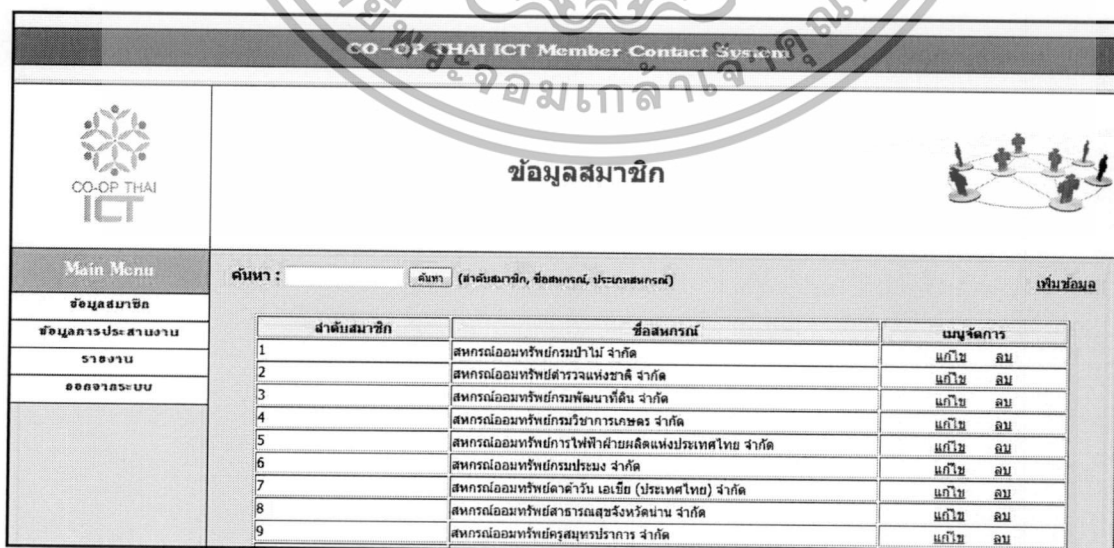 CO-OP THAI ICT Member Contact System
พระจอมเกล้าเจ้าคุณ
CO-OP THAI
ICT
ข้อมูลสมาชิก
Main Menu
ข้อมูลสมาชิก
ข้อมูลการประสานงาน
รายงาน
ออกจากระบบ
ค้นหา : ค้นหา (ลำดับสมาชิก, ชื่อสหกรณ์, ประเภทสหกรณ์)
เพิ่มข้อมูล
ลำดับสมาชิก ชื่อสหกรณ์ เมนูจัดการ
1 สหกรณ์ออมทรัพย์กรมป่าไม้ จำกัด แก้ไข ลบ
2 สหกรณ์ออมทรัพย์ตำรวจแห่งชาติ จำกัด แก้ไข ลบ
3 สหกรณ์ออมทรัพย์กรมพัฒนาที่ดิน จำกัด แก้ไข ลบ
4 สหกรณ์ออมทรัพย์กรมวิชาการเกษตร จำกัด แก้ไข ลบ
5 สหกรณ์ออมทรัพย์การไฟฟ้าฝ่ายผลิตแห่งประเทศไทย จำกัด แก้ไข ลบ
6 สหกรณ์ออมทรัพย์กรมประมง จำกัด แก้ไข ลบ
7 สหกรณ์ออมทรัพย์ดาต้าวัน เอเชีย (ประเทศไทย) จำกัด แก้ไข ลบ
8 สหกรณ์ออมทรัพย์สาธารณสุขจังหวัดน่าน จำกัด แก้ไข ลบ
9 สหกรณ์ออมทรัพย์ครูสมุทรปราการ จำกัด แก้ไข ลบ